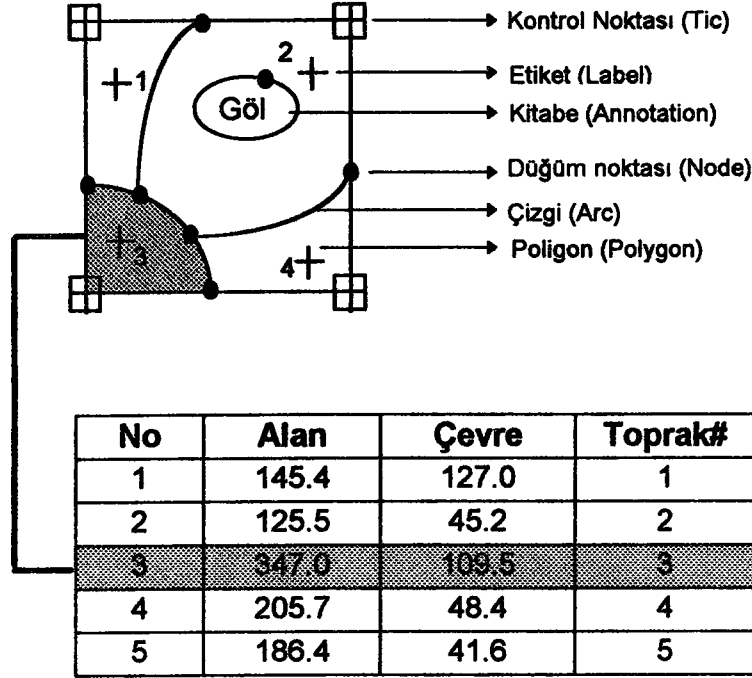 Kontrol Noktası (Tic)
2
1
Etiket (Label)
Göl
Kitabe (Annotation)
Düğüm noktası (Node)
Çizgi (Arc)
3
4
Poligon (Polygon)
No Alan Çevre Toprak#
1 145.4 127.0 1
2 125.5 45.2 2
3 347.0 109.5 3
4 205.7 48.4 4
5 186.4 41.6 5